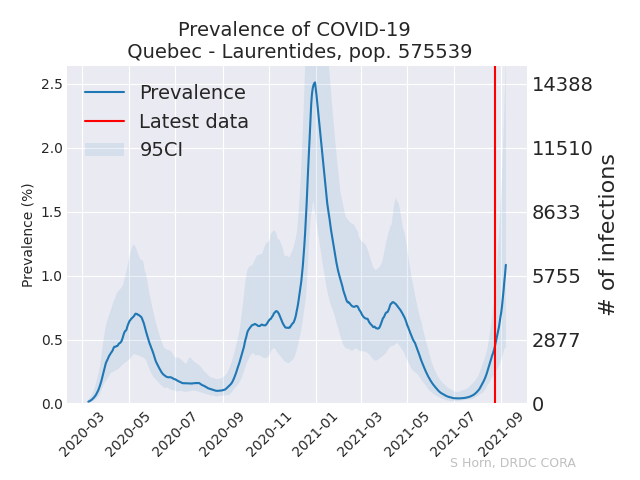 Prevalence of COVID-19
Quebec - Laurentides, pop. 575539
Prevalence
Latest data
95CI
Prevalence (%)
2.5
2.0
1.5
1.0
0.5
0.0
14388
11510
8633
5755
2877
0
# of infections
2020-03
2020-05
2020-07
2020-09
2020-11
2021-01
2021-03
2021-05
2021-07
2021-09
S Horn, DRDC CORA